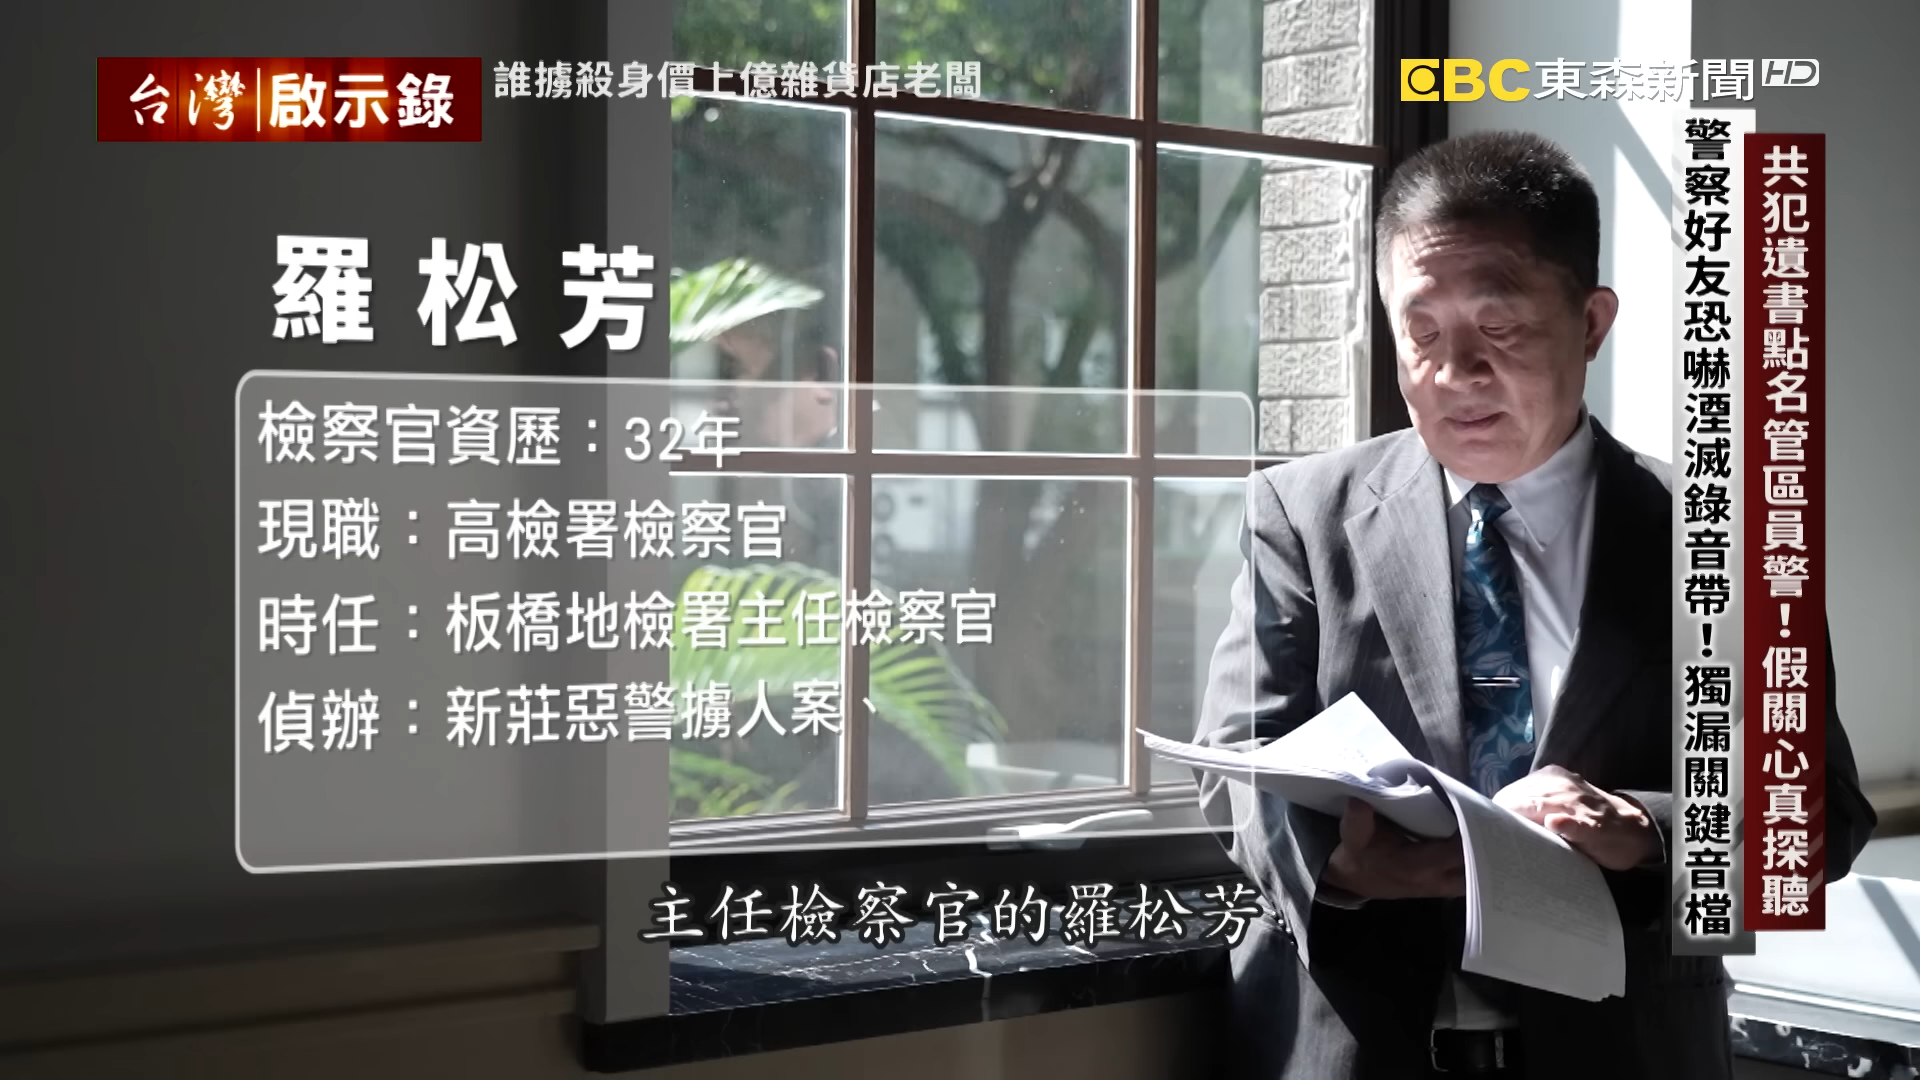 台灣啟示錄
誰擄殺身價上億雜貨店老闆
EBC東森新聞HD
羅松芳
檢察官資歷：32年
現職：高檢署檢察官
時任：板橋地檢署主任檢察官
偵辦：新莊惡警擄人案、
主任檢察官的羅松芳
共犯遺書點名管區員警！假關心真探聽
警察好友恐嚇湮滅錄音帶！獨漏關鍵音檔